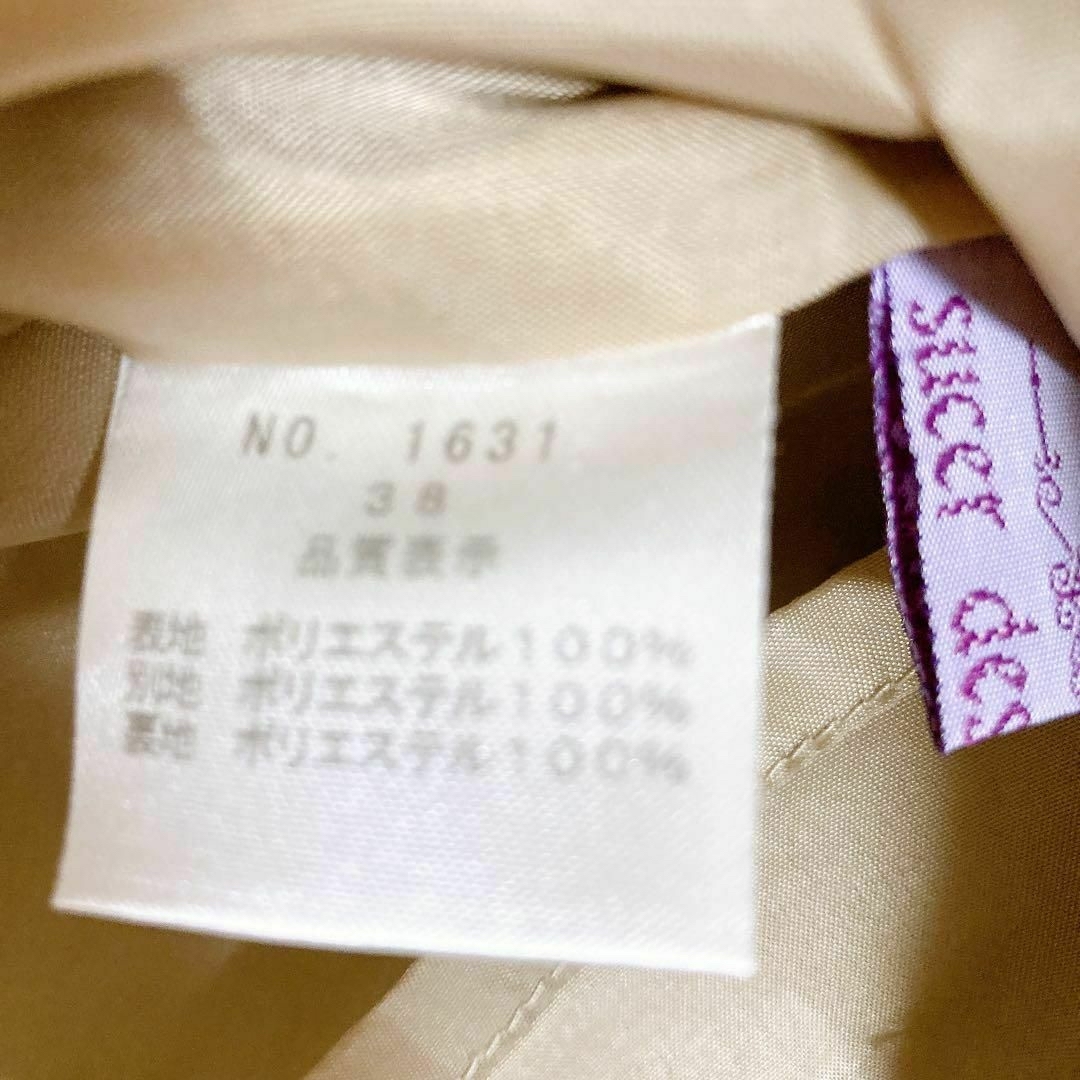 NO. 1631
38
品質表示
表地 ポリエステル100%
別地 ポリエステル100%
裏地 ポリエステル100%
sucer des